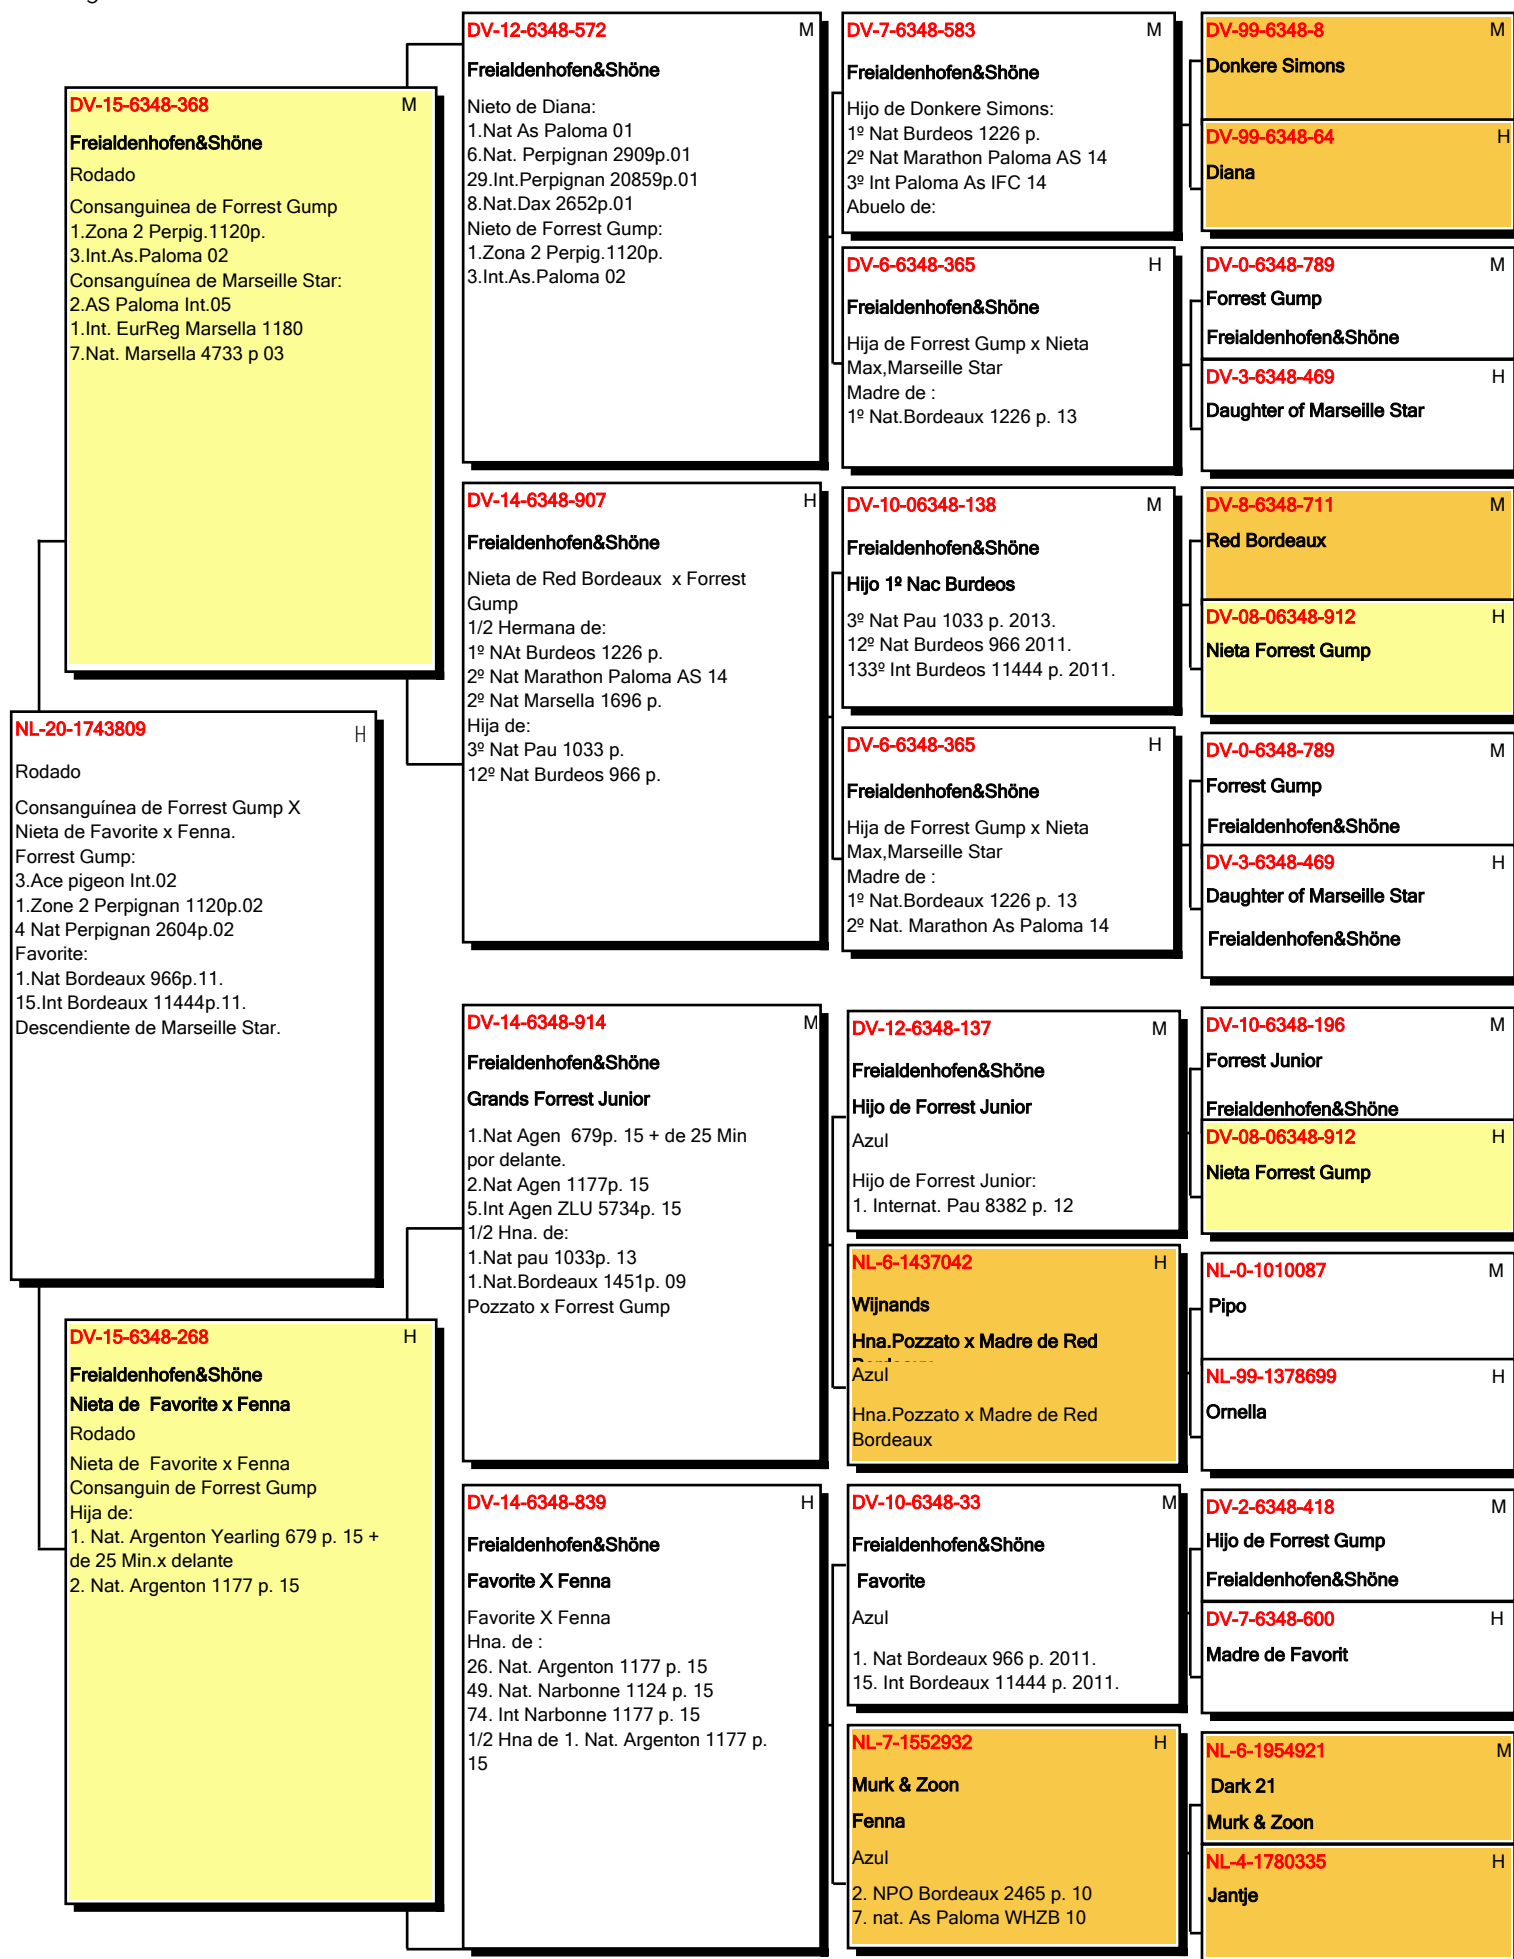 NL-20-1743809 H
Rodado
Consanguínea de Forrest Gump X
Nieta de Favorite x Fenna.
Forrest Gump:
3.Ace pigeon Int.02
1.Zone 2 Perpignan 1120p.02
4 Nat Perpignan 2604p.02
Favorite:
1.Nat Bordeaux 966p.11.
15.Int Bordeaux 11444p.11.
Descendiente de Marseille Star.
DV-15-6348-368 M
Freialdenhofen&Shöne
Rodado
Consanguinea de Forrest Gump
1.Zona 2 Perpig.1120p.
3.Int.As.Paloma 02
Consanguínea de Marseille Star:
2.AS Paloma Int.05
1.Int. EurReg Marsella 1180
7.Nat. Marsella 4733 p 03
DV-15-6348-268 H
Freialdenhofen&Shöne
Nieta de Favorite x Fenna
Rodado
Nieta de Favorite x Fenna
Consanguin de Forrest Gump
Hija de:
1. Nat. Argenton Yearling 679 p. 15 +
de 25 Min.x delante
2. Nat. Argenton 1177 p. 15
DV-12-6348-572 M
Freialdenhofen&Shöne
Nieto de Diana:
1.Nat As Paloma 01
6.Nat. Perpignan 2909p.01
29.Int.Perpignan 20859p.01
8.Nat.Dax 2652p.01
Nieto de Forrest Gump:
1.Zona 2 Perpig.1120p.
3.Int.As.Paloma 02
DV-14-6348-907 H
Freialdenhofen&Shöne
Nieta de Red Bordeaux x Forrest
Gump
1/2 Hermana de:
1º NAt Burdeos 1226 p.
2º Nat Marathon Paloma AS 14
2º Nat Marsella 1696 p.
Hija de:
3º Nat Pau 1033 p.
12º Nat Burdeos 966 p.
DV-14-6348-914 M
Freialdenhofen&Shöne
Grands Forrest Junior
1.Nat Agen 679p. 15 + de 25 Min
por delante.
2.Nat Agen 1177p. 15
5.Int Agen ZLU 5734p. 15
1/2 Hna. de:
1.Nat pau 1033p. 13
1.Nat.Bordeaux 1451p. 09
Pozzato x Forrest Gump
DV-14-6348-839 H
Freialdenhofen&Shöne
Favorite X Fenna
Favorite X Fenna
Hna. de :
26. Nat. Argenton 1177 p. 15
49. Nat. Narbonne 1124 p. 15
74. Int Narbonne 1177 p. 15
1/2 Hna de 1. Nat. Argenton 1177 p.
15
DV-7-6348-583 M
Freialdenhofen&Shöne
Hijo de Donkere Simons:
1º Nat Burdeos 1226 p.
2º Nat Marathon Paloma AS 14
3º Int Paloma As IFC 14
Abuelo de:
DV-6-6348-365 H
Freialdenhofen&Shöne
Hija de Forrest Gump x Nieta
Max,Marseille Star
Madre de :
1º Nat.Bordeaux 1226 p. 13
DV-10-06348-138 M
Freialdenhofen&Shöne
Hijo 1º Nac Burdeos
3º Nat Pau 1033 p. 2013.
12º Nat Burdeos 966 2011.
133º Int Burdeos 11444 p. 2011.
DV-6-6348-365 H
Freialdenhofen&Shöne
Hija de Forrest Gump x Nieta
Max,Marseille Star
Madre de :
1º Nat.Bordeaux 1226 p. 13
2º Nat. Marathon As Paloma 14
DV-12-6348-137 M
Freialdenhofen&Shöne
Hijo de Forrest Junior
Azul
Hijo de Forrest Junior:
1. Internat. Pau 8382 p. 12
NL-6-1437042 H
Wijnands
Hna.Pozzato x Madre de Red
Azul
Hna.Pozzato x Madre de Red
Bordeaux
DV-10-6348-33 M
Freialdenhofen&Shöne
Favorite
Azul
1. Nat Bordeaux 966 p. 2011.
15. Int Bordeaux 11444 p. 2011.
NL-7-1552932 H
Murk & Zoon
Fenna
Azul
2. NPO Bordeaux 2465 p. 10
7. nat. As Paloma WHZB 10
DV-99-6348-8 M
Donkere Simons
DV-99-6348-64 H
Diana
DV-0-6348-789 M
Forrest Gump
Freialdenhofen&Shöne
DV-3-6348-469 H
Daughter of Marseille Star
DV-8-6348-711 M
Red Bordeaux
DV-08-06348-912 H
Nieta Forrest Gump
DV-0-6348-789 M
Forrest Gump
Freialdenhofen&Shöne
DV-3-6348-469 H
Daughter of Marseille Star
Freialdenhofen&Shöne
DV-10-6348-196 M
Forrest Junior
Freialdenhofen&Shöne
DV-08-06348-912 H
Nieta Forrest Gump
NL-0-1010087 M
Pipo
NL-99-1378699 H
Ornella
DV-2-6348-418 M
Hijo de Forrest Gump
Freialdenhofen&Shöne
DV-7-6348-600 H
Madre de Favorit
NL-6-1954921 M
Dark 21
Murk & Zoon
NL-4-1780335 H
Jantje